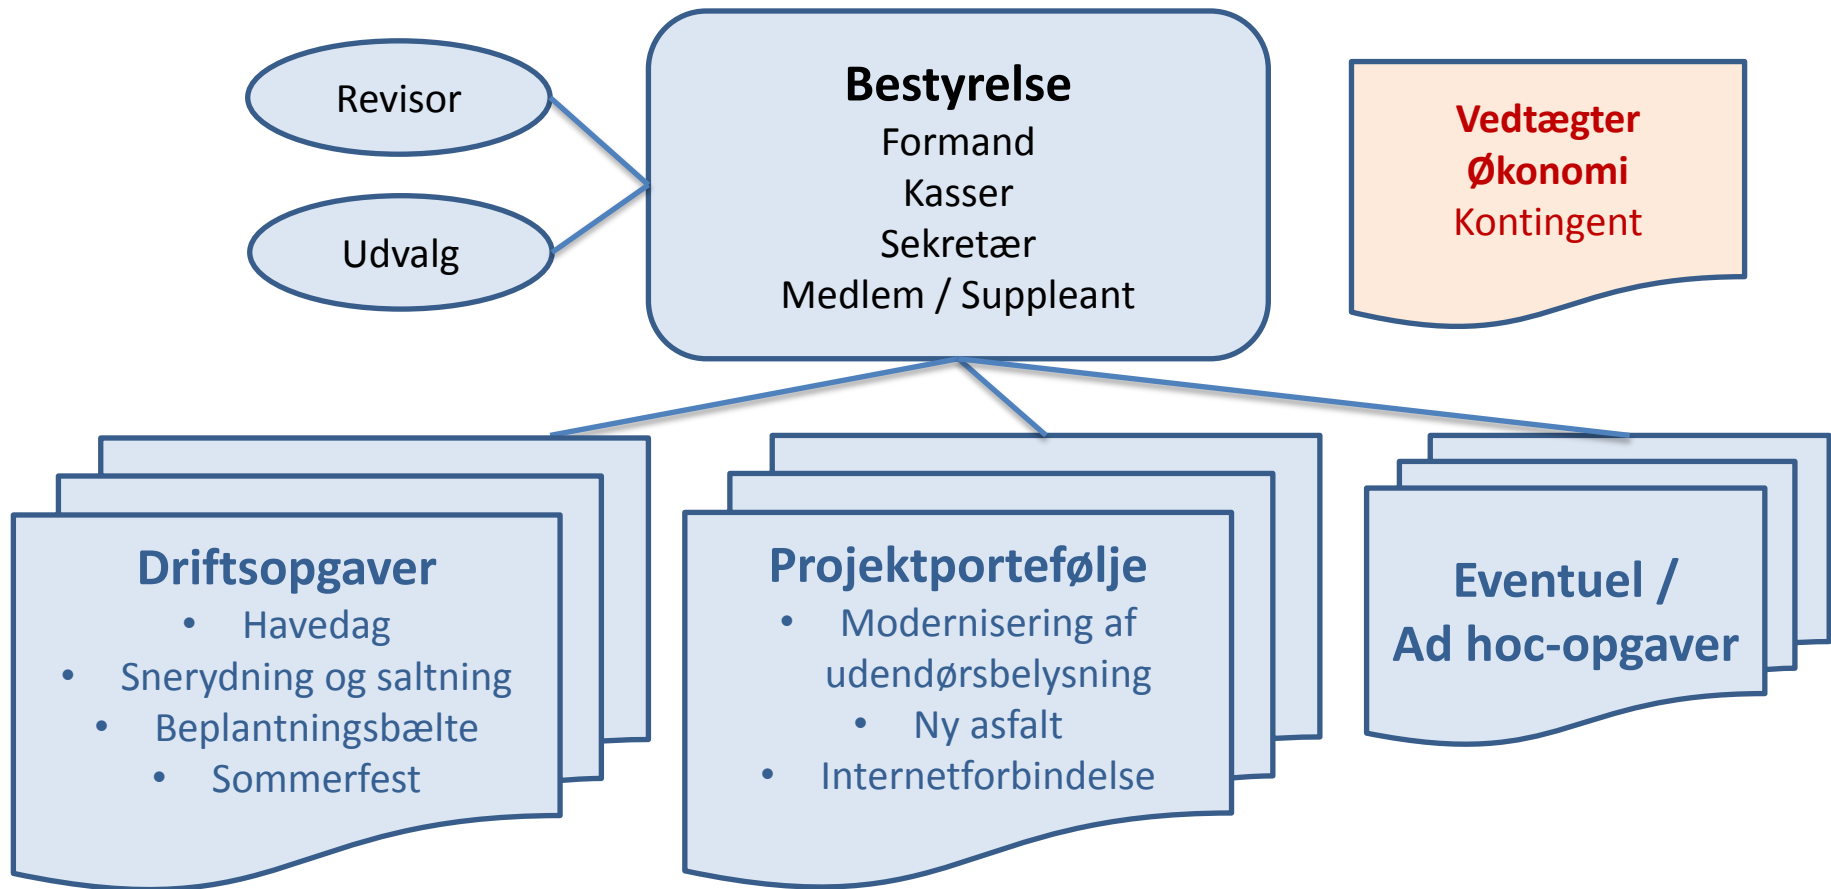 Revisor
Udvalg
Bestyrelse
Formand
Kasser
Sekretær
Medlem / Suppleant
Vedtægter
Økonomi
Kontingent
Driftsopgaver
• Havedag
• Snerydning og saltning
• Beplantningsbælte
• Sommerfest
Projektportefølje
• Modernisering af
udendørsbelysning
• Ny asfalt
• Internetforbindelse
Eventuel /
Ad hoc-opgaver